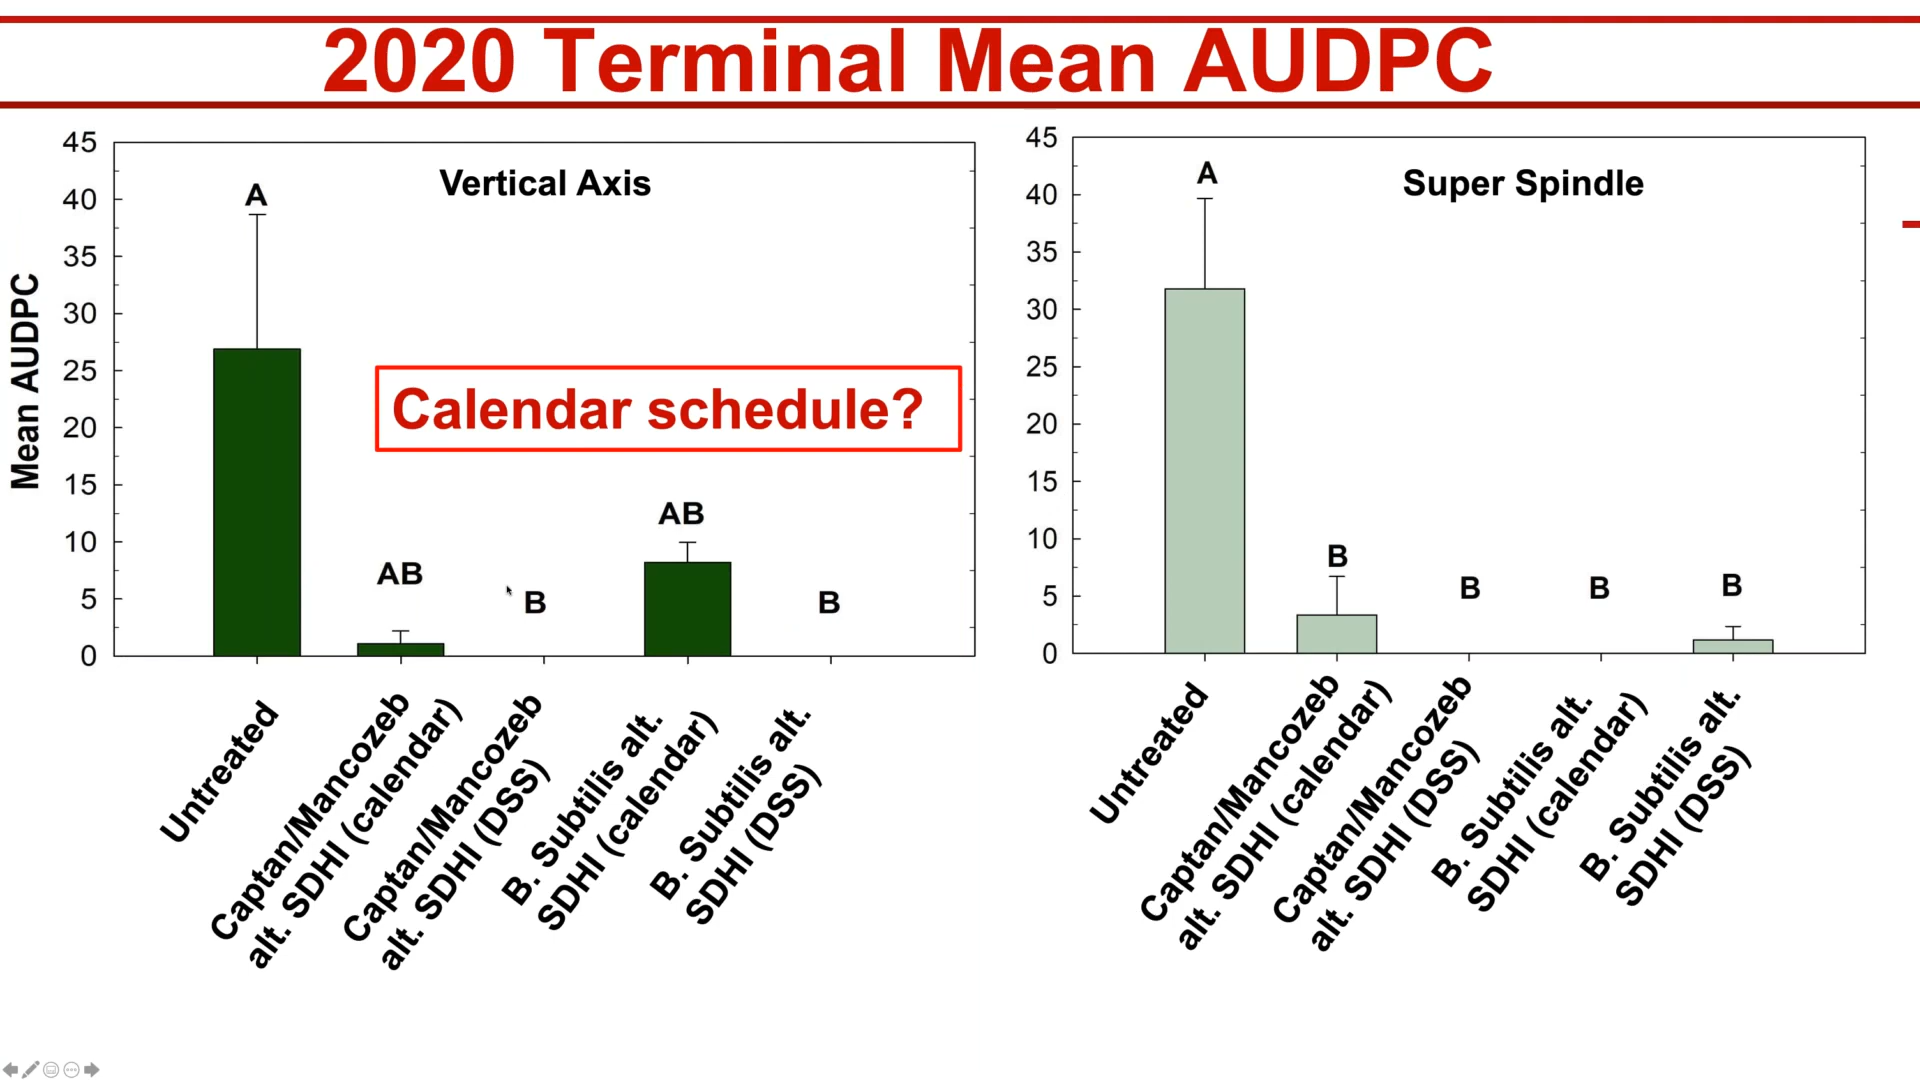 2020 Terminal Mean AUDPC
Vertical Axis
Mean AUDPC
45
40
35
30
25
20
15
10
5
0
A
AB
B
AB
B
Calendar schedule?
Untreated
Captan/Mancozeb
alt. SDHI (calendar)
Captan/Mancozeb
alt. SDHI (DSS)
B. Subtilis alt.
SDHI (calendar)
B. Subtilis alt.
SDHI (DSS)
Super Spindle
45
40
35
30
25
20
15
10
5
0
A
B
B
B
B
Untreated
Captan/Mancozeb
alt. SDHI (calendar)
Captan/Mancozeb
alt. SDHI (DSS)
B. Subtilis alt.
SDHI (calendar)
B. Subtilis alt.
SDHI (DSS)